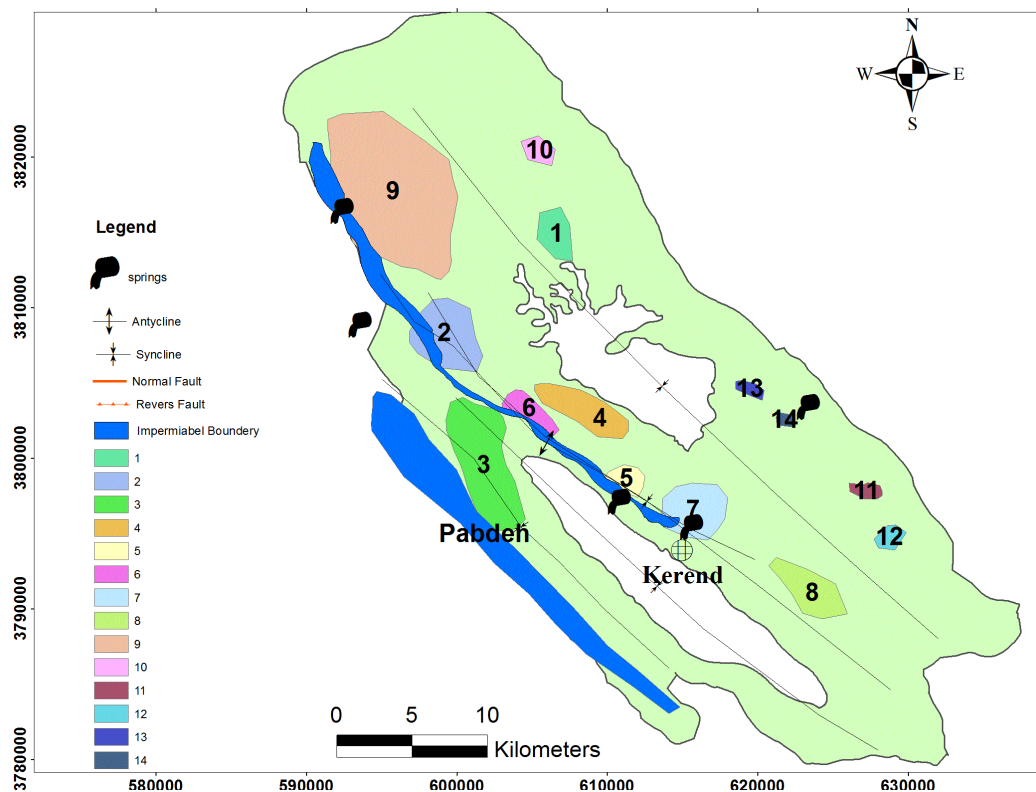 N
W E
S
3820000
3810000
3800000
3790000
3780000
Legend
springs
Antycline
Syncline
Normal Fault
Revers Fault
Impermiabel Boundery
1
2
3
4
5
6
7
8
9
10
11
12
13
14
10
9
1
2
13
14
6
4
3
5
7
11
12
Pabdeh
Kerend
8
0 5 10
Kilometers
580000 590000 600000 610000 620000 630000